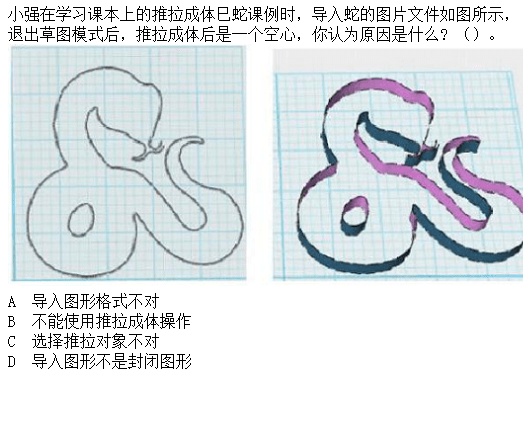 小强在学习课本上的推拉成体巳蛇课例时，导入蛇的图片文件如图所示，
退出草图模式后，推拉成体后是一个空心，你认为原因是什么？（）。
A 导入图形格式不对
B 不能使用推拉成体操作
C 选择推拉对象不对
D 导入图形不是封闭图形